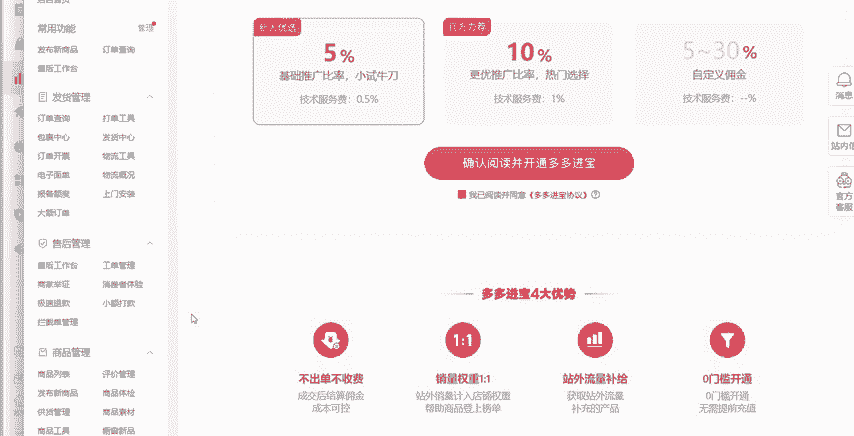 常用功能
管理
发布新商品
订单查询
售后工作台
发货管理
订单查询
打单工具
包裹中心
发货中心
订单开票
物流工具
电子面单
物流概况
报备额度
上门安装
大额订单
售后管理
售后工作台
工单管理
商家举证
消费者体验
极速退款
小额打款
拦截单管理
商品管理
商品列表
评价管理
发布新商品
商品体检
供货管理
商品素材
商品工具
橱窗新品
新人优选
5%
基础推广比率,小试牛刀
技术服务费:0.5%
官方力荐
10%
更优推广比率,热门选择
技术服务费:1%
5~30%
自定义佣金
技术服务费:--%
确认阅读并开通多多进宝
我已阅读并同意《多多进宝协议》
多多进宝4大优势
不出单不收费
成交后结算佣金
成本可控
1:1
销量权重1:1
站外销量计入店铺权重
帮助商品登上榜单
站外流量补给
获取站外流量
补充的产品
0门槛开通
0门槛开通
无需提前充值
消息
站内信
官方
客服